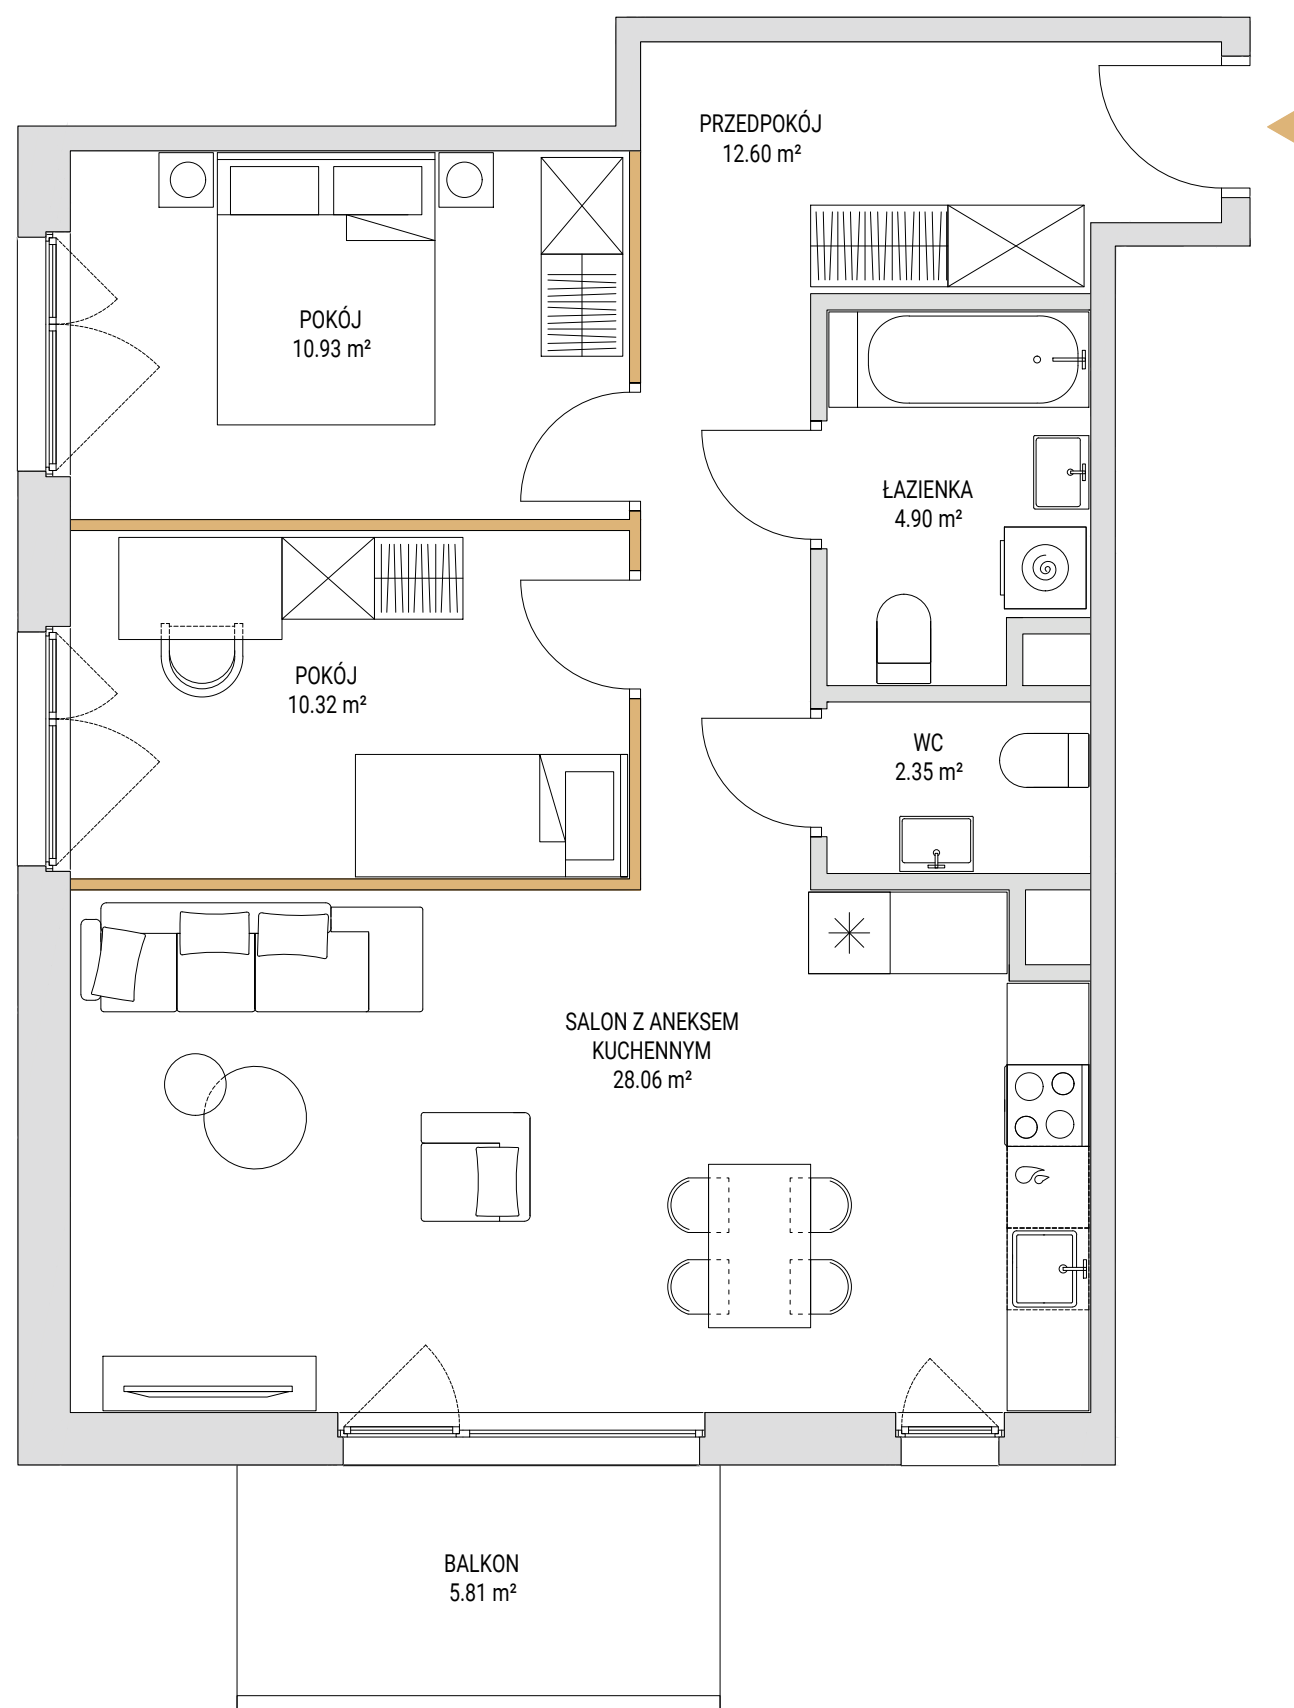 PRZEDPOKÓJ
12.60 m²
POKÓJ
10.93 m²
ŁAZIENKA
4.90 m²
POKÓJ
10.32 m²
WC
2.35 m²
SALON Z ANEKSEM
KUCHENNYM
28.06 m²
BALKON
5.81 m²